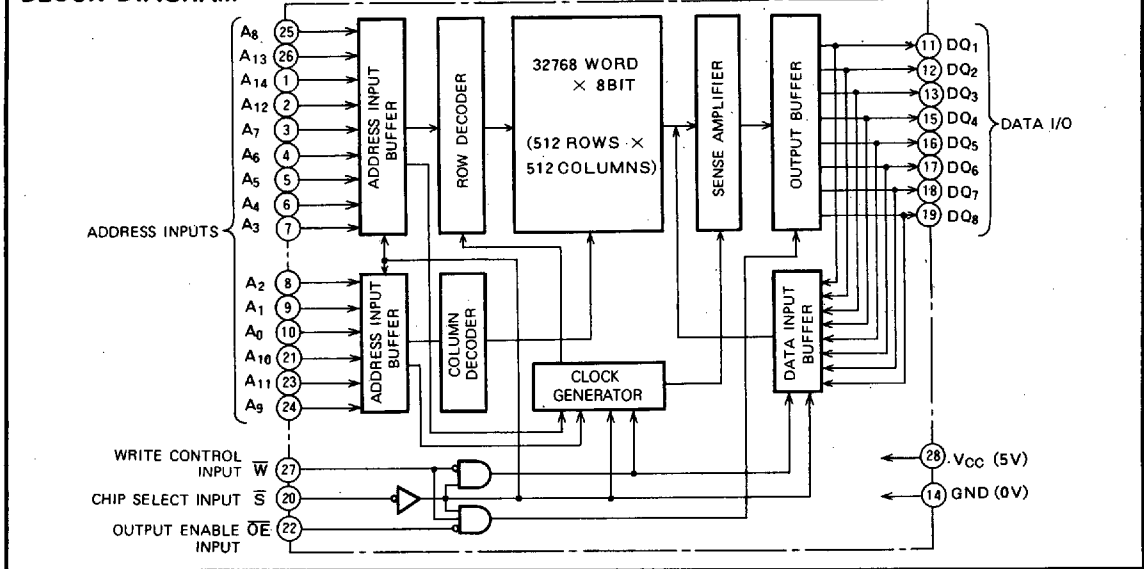 BLOCK DIAGRAM
A8 25
A13 26
A14 1
A12 2
A7 3
A6 4
A5 5
A4 6
A3 7
ADDRESS INPUTS
A2 8
A1 9
A0 10
A10 21
A11 23
A9 24
WRITE CONTROL
INPUT W̅ 27
CHIP SELECT INPUT S̅ 20
OUTPUT ENABLE O̅E̅ 22
INPUT
ADDRESS INPUT
BUFFER
ROW DECODER
32768 WORD
× 8BIT
(512 ROWS ×
512 COLUMNS)
SENSE AMPLIFIER
OUTPUT BUFFER
ADDRESS INPUT
BUFFER
COLUMN
DECODER
CLOCK
GENERATOR
DATA INPUT
BUFFER
11 DQ1
12 DQ2
13 DQ3
15 DQ4
16 DQ5
17 DQ6
18 DQ7
19 DQ8
DATA I/O
28 VCC (5V)
14 GND (0V)